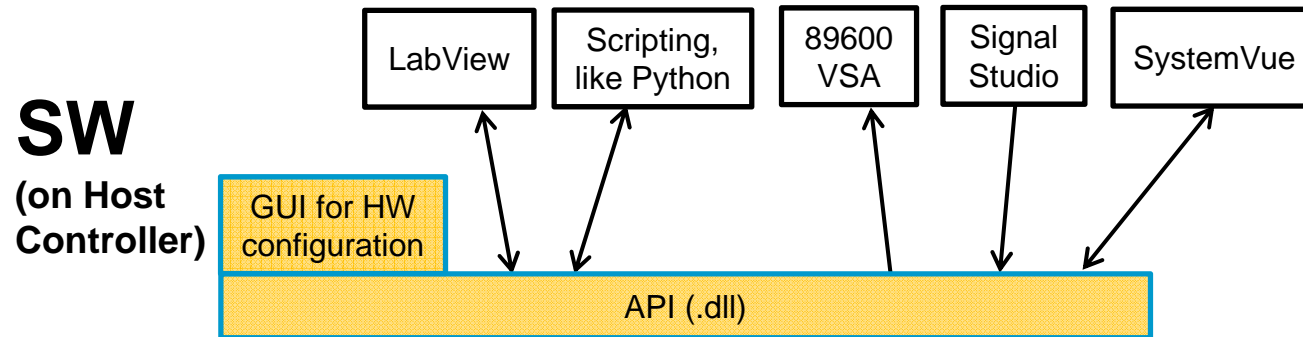 LabView
Scripting,
like Python
89600
VSA
Signal
Studio
SystemVue
SW
(on Host
Controller)
GUI for HW
configuration
API (.dll)